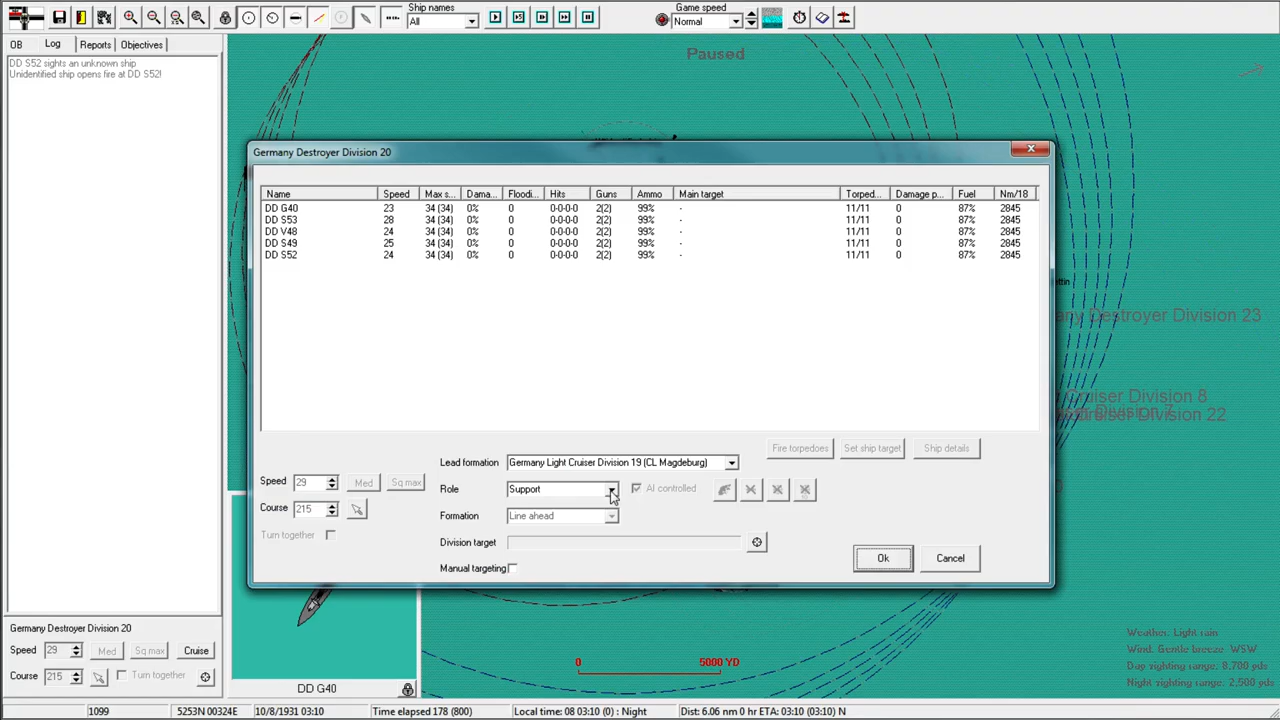 Ship names
All
Game speed
Normal
OB Log Reports Objectives
DD S52 sights an unknown ship
Unidentified ship opens fire at DD S52!
Paused
Germany Destroyer Division 20
Name Speed Max s... Dama... Floodi... Hits Guns Ammo Main target Torped... Damage p... Fuel Nm/18
DD G40 23 34 (34) 0% 0 0-0-0-0 2(2) 99% - 11/11 0 87% 2845
DD S53 28 34 (34) 0% 0 0-0-0-0 2(2) 99% - 11/11 0 87% 2845
DD V48 24 34 (34) 0% 0 0-0-0-0 2(2) 99% - 11/11 0 87% 2845
DD S49 25 34 (34) 0% 0 0-0-0-0 2(2) 99% - 11/11 0 87% 2845
DD S52 24 34 (34) 0% 0 0-0-0-0 2(2) 99% - 11/11 0 87% 2845
ttin
any Destroyer Division 23
Cruiser Division 8
Division 22
Fire torpedoes Set ship target Ship details
Lead formation Germany Light Cruiser Division 19 (CL Magdeburg)
Speed 29 Med Sq max
Role Support AI controlled
Course 215
Formation Line ahead
Turn together
Division target
Manual targeting
Ok Cancel
Germany Destroyer Division 20
Speed 29 Med Sq max Cruise
Course 215 Turn together
DD G40
0 5000 YD
Weather: Light rain
Wind: Gentle breeze WSW
Day sighting range: 8,700 yds
Night sighting range: 2,500 yds
1099 5253N 00324E 10/8/1931 03:10 Time elapsed 178 (800) Local time: 08 03:10 (0) : Night Dist: 6.06 nm 0 hr ETA: 03:10 (03:10) N